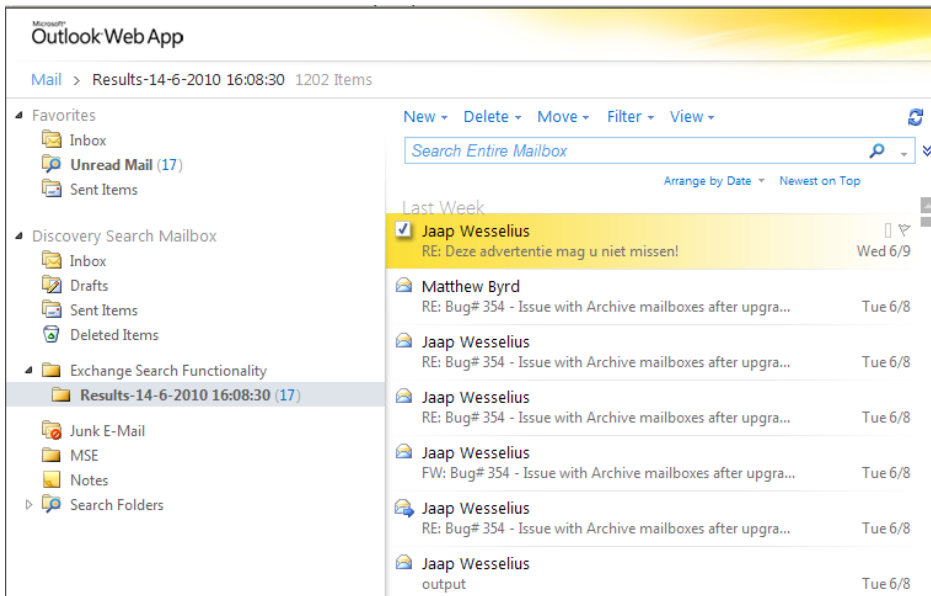 Microsoft®
Outlook Web App
Mail > Results-14-6-2010 16:08:30 1202 Items
Favorites
Inbox
Unread Mail (17)
Sent Items
Discovery Search Mailbox
Inbox
Drafts
Sent Items
Deleted Items
Exchange Search Functionality
Results-14-6-2010 16:08:30 (17)
Junk E-Mail
MSE
Notes
Search Folders
New Delete Move Filter View
Search Entire Mailbox
Arrange by Date Newest on Top
Last Week
Jaap Wesselius
RE: Deze advertentie mag u niet missen! Wed 6/9
Matthew Byrd
RE: Bug# 354 - Issue with Archive mailboxes after upgra... Tue 6/8
Jaap Wesselius
RE: Bug# 354 - Issue with Archive mailboxes after upgra... Tue 6/8
Jaap Wesselius
RE: Bug# 354 - Issue with Archive mailboxes after upgra... Tue 6/8
Jaap Wesselius
FW: Bug# 354 - Issue with Archive mailboxes after upgra... Tue 6/8
Jaap Wesselius
RE: Bug# 354 - Issue with Archive mailboxes after upgra... Tue 6/8
Jaap Wesselius
output Tue 6/8